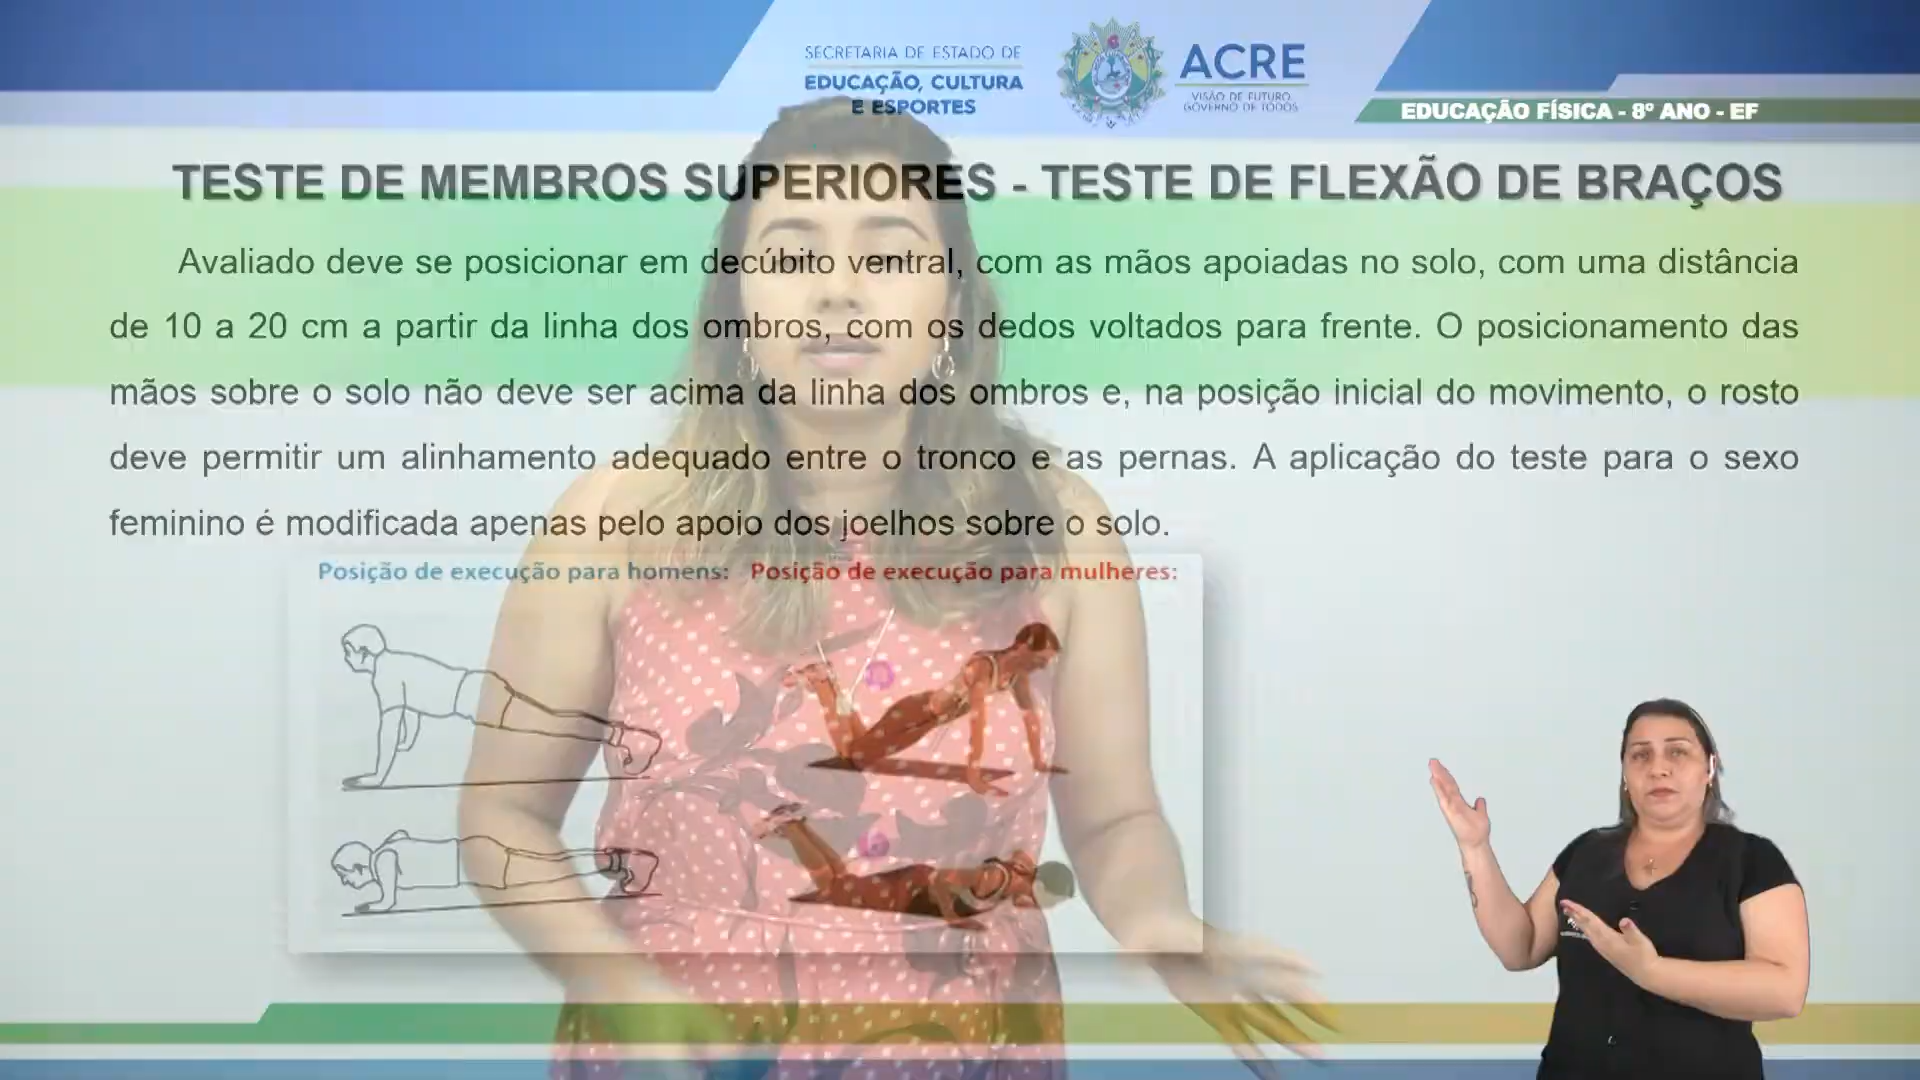 SECRETARIA DE ESTADO DE
EDUCAÇÃO, CULTURA
E ESPORTES
ACRE
VISÃO DE FUTURO
GOVERNO DE TODOS
EDUCAÇÃO FÍSICA - 8º ANO - EF
TESTE DE MEMBROS SUPERIORES - TESTE DE FLEXÃO DE BRAÇOS
Avaliado deve se posicionar em decúbito ventral, com as mãos apoiadas no solo, com uma distância
de 10 a 20 cm a partir da linha dos ombros, com os dedos voltados para frente. O posicionamento das
mãos sobre o solo não deve ser acima da linha dos ombros e, na posição inicial do movimento, o rosto
deve permitir um alinhamento adequado entre o tronco e as pernas. A aplicação do teste para o sexo
feminino é modificada apenas pelo apoio dos joelhos sobre o solo.
Posição de execução para homens: Posição de execução para mulheres: